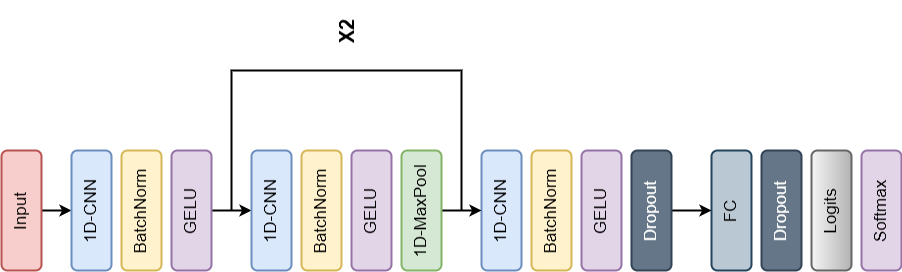 X2
Input
1D-CNN
BatchNorm
GELU
1D-CNN
BatchNorm
GELU
1D-MaxPool
1D-CNN
BatchNorm
GELU
Dropout
FC
Dropout
Logits
Softmax